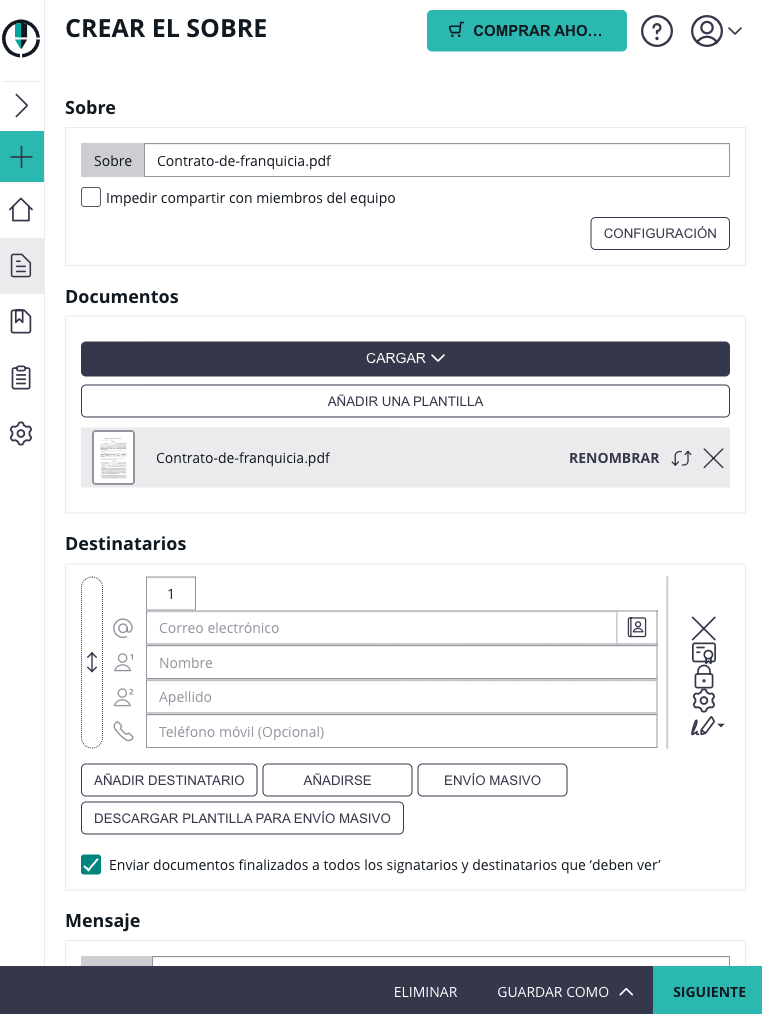 CREAR EL SOBRE
COMPRAR AHO...
?
Sobre
Sobre
Contrato-de-franquicia.pdf
Impedir compartir con miembros del equipo
CONFIGURACIÓN
Documentos
CARGAR
AÑADIR UNA PLANTILLA
Contrato-de-franquicia.pdf
RENOMBRAR
Destinatarios
1
@ Correo electrónico
1 Nombre
2 Apellido
Teléfono móvil (Opcional)
AÑADIR DESTINATARIO
AÑADIRSE
ENVÍO MASIVO
DESCARGAR PLANTILLA PARA ENVÍO MASIVO
Enviar documentos finalizados a todos los signatarios y destinatarios que ‘deben ver’
Mensaje
ELIMINAR
GUARDAR COMO
SIGUIENTE